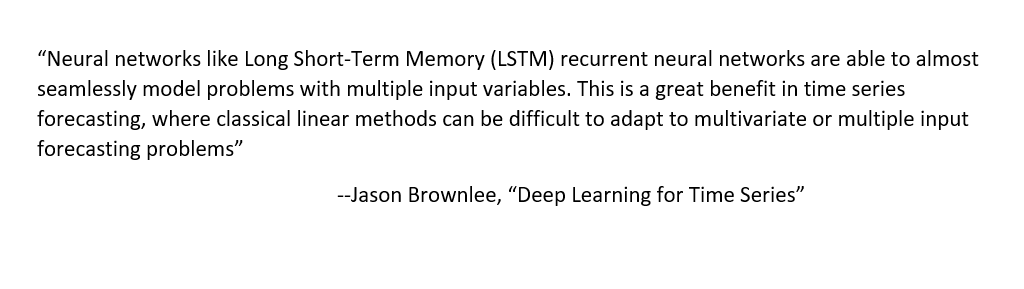 “Neural networks like Long Short-Term Memory (LSTM) recurrent neural networks are able to almost
seamlessly model problems with multiple input variables. This is a great benefit in time series
forecasting, where classical linear methods can be difficult to adapt to multivariate or multiple input
forecasting problems”
--Jason Brownlee, “Deep Learning for Time Series”